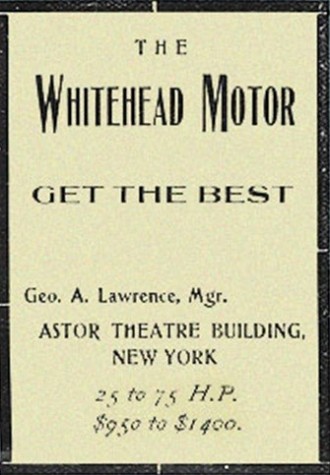 THE
WHITEHEAD MOTOR
GET THE BEST
Geo. A. Lawrence, Mgr.
ASTOR THEATRE BUILDING,
NEW YORK
25 to 75 H.P.
$950 to $1400.